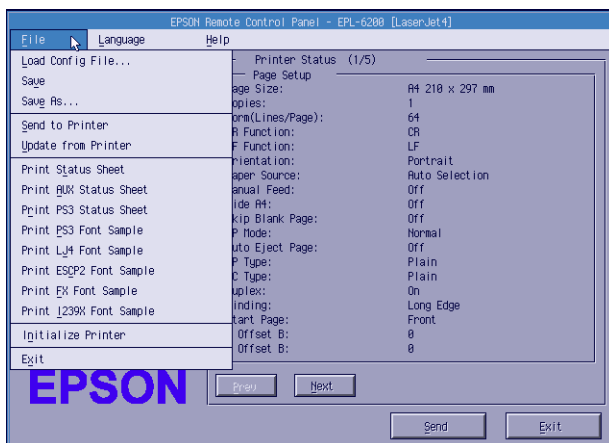 EPSON Remote Control Panel - EPL-6200 [LaserJet4]
File Language Help
Load Config File...
Save
Save As...
Send to Printer
Update from Printer
Print Status Sheet
Print AUX Status Sheet
Print PS3 Status Sheet
Print PS3 Font Sample
Print LJ4 Font Sample
Print ESCP2 Font Sample
Print FX Font Sample
Print I239X Font Sample
Initialize Printer
Exit
Printer Status (1/5)
Page Setup
age Size: A4 210 x 297 mm
opies: 1
orm(Lines/Page): 64
R Function: CR
F Function: LF
rientation: Portrait
aper Source: Auto Selection
anual Feed: Off
ide A4: Off
kip Blank Page: Off
P Mode: Normal
uto Eject Page: Off
P Type: Plain
C Type: Plain
uplex: On
inding: Long Edge
tart Page: Front
Offset B: 0
Offset B: 0
EPSON
Prev Next
Send Exit